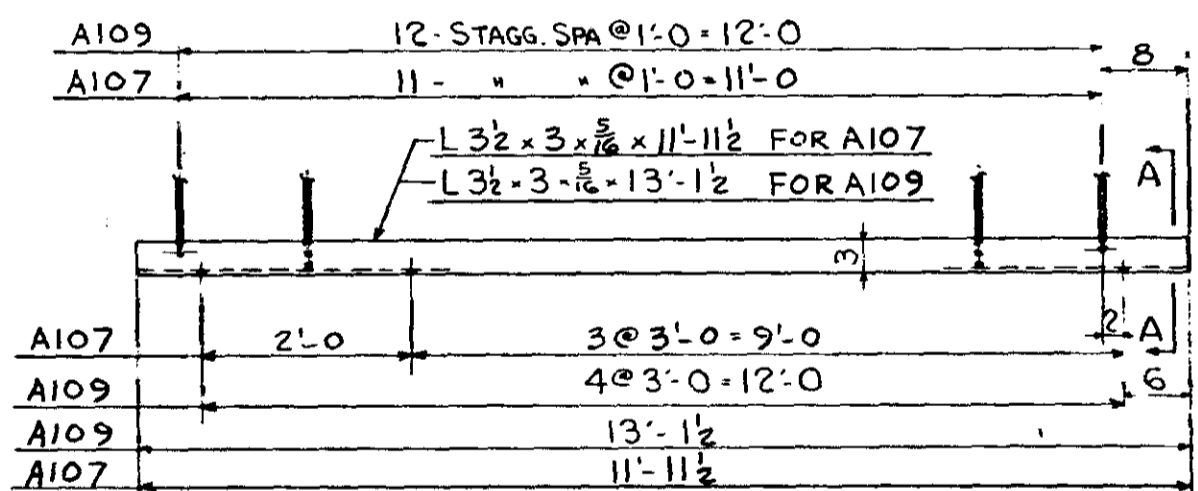 A109 12-STAGG. SPA @ 1'-0 = 12'-0
8
A107 11 - " " @ 1'-0 = 11'-0
L 3½ × 3 × 5/16 × 11'-11½ FOR A107
L 3½ × 3 × 5/16 × 13'-1½ FOR A109
A
3
2
A
A107 2'-0 3 @ 3'-0 = 9'-0
A109 4 @ 3'-0 = 12'-0 6
A109 13'-1½
A107 11'-11½